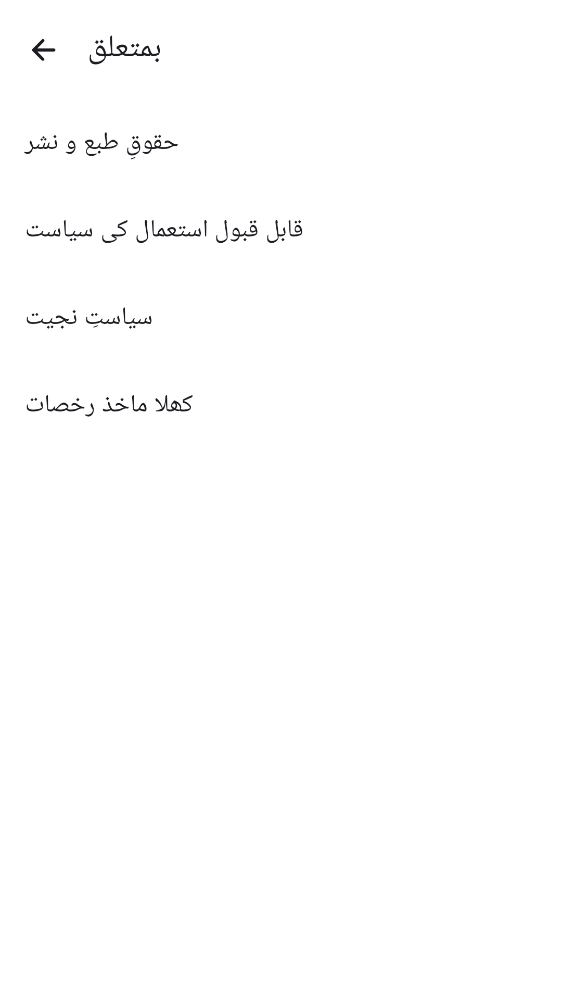 بمتعلق
حقوقِ طبع و نشر
قابل قبول استعمال کی سیاست
سیاستِ نجیت
کھلا ماخذ رخصات